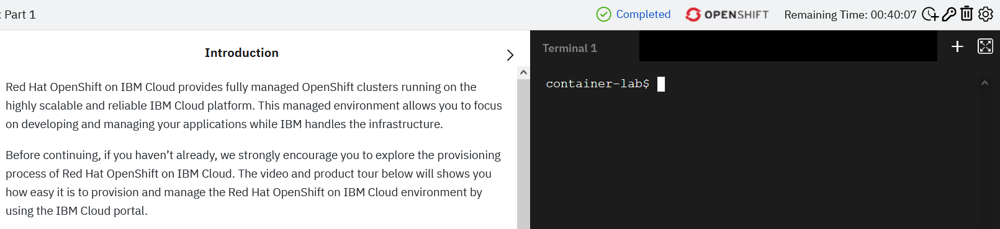 : Part 1
Completed
OPENSHIFT
Remaining Time: 00:40:07
Introduction
Red Hat OpenShift on IBM Cloud provides fully managed OpenShift clusters running on the
highly scalable and reliable IBM Cloud platform. This managed environment allows you to focus
on developing and managing your applications while IBM handles the infrastructure.
Before continuing, if you haven’t already, we strongly encourage you to explore the provisioning
process of Red Hat OpenShift on IBM Cloud. The video and product tour below will shows you
how easy it is to provision and manage the Red Hat OpenShift on IBM Cloud environment by
using the IBM Cloud portal.
Terminal 1
container-lab$